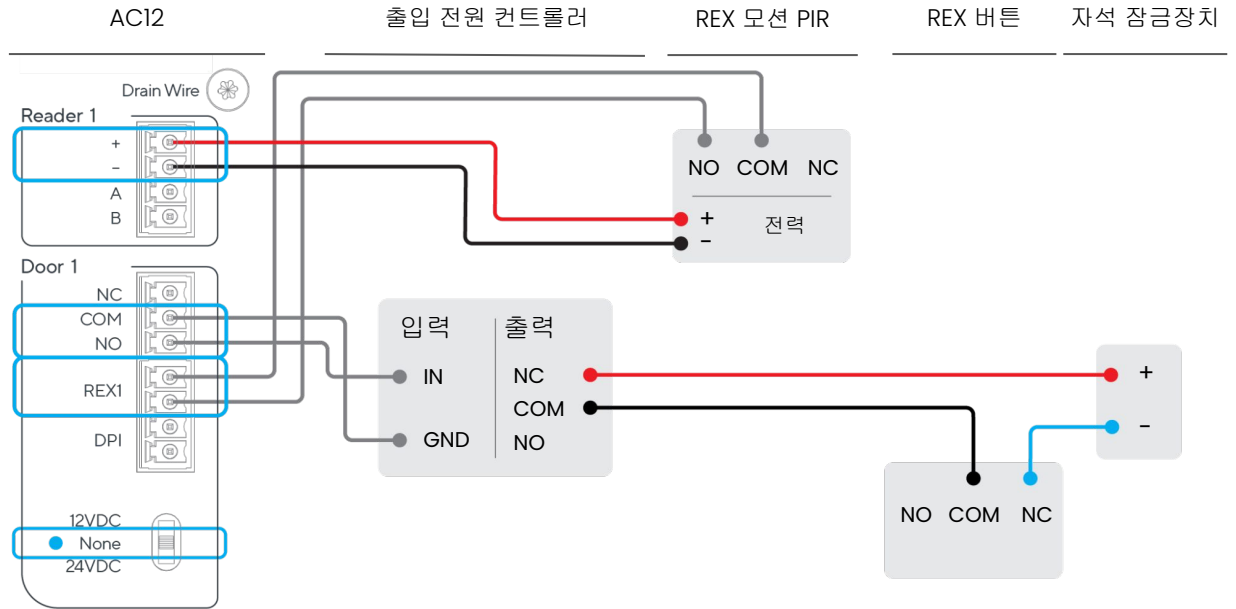 AC12
출입 전원 컨트롤러
REX 모션 PIR
REX 버튼
자석 잠금장치
Drain Wire
Reader 1
+
-
A
B
NO COM NC
+
-
전력
Door 1
NC
COM
NO
REX1
DPI
입력
출력
IN
GND
NC
COM
NO
+
-
NO COM NC
12VDC
None
24VDC